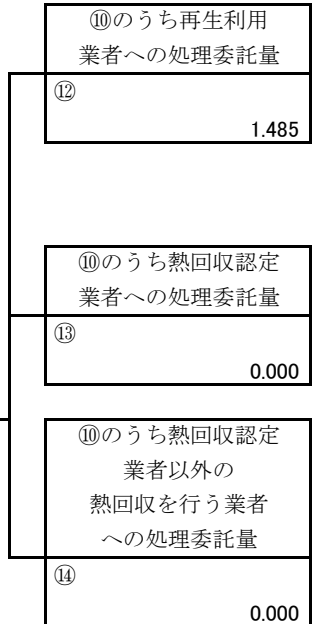 ⑩のうち再生利用
業者への処理委託量
⑫
1.485
⑩のうち熱回収認定
業者への処理委託量
⑬
0.000
⑩のうち熱回収認定
業者以外の
熱回収を行う業者
への処理委託量
⑭
0.000